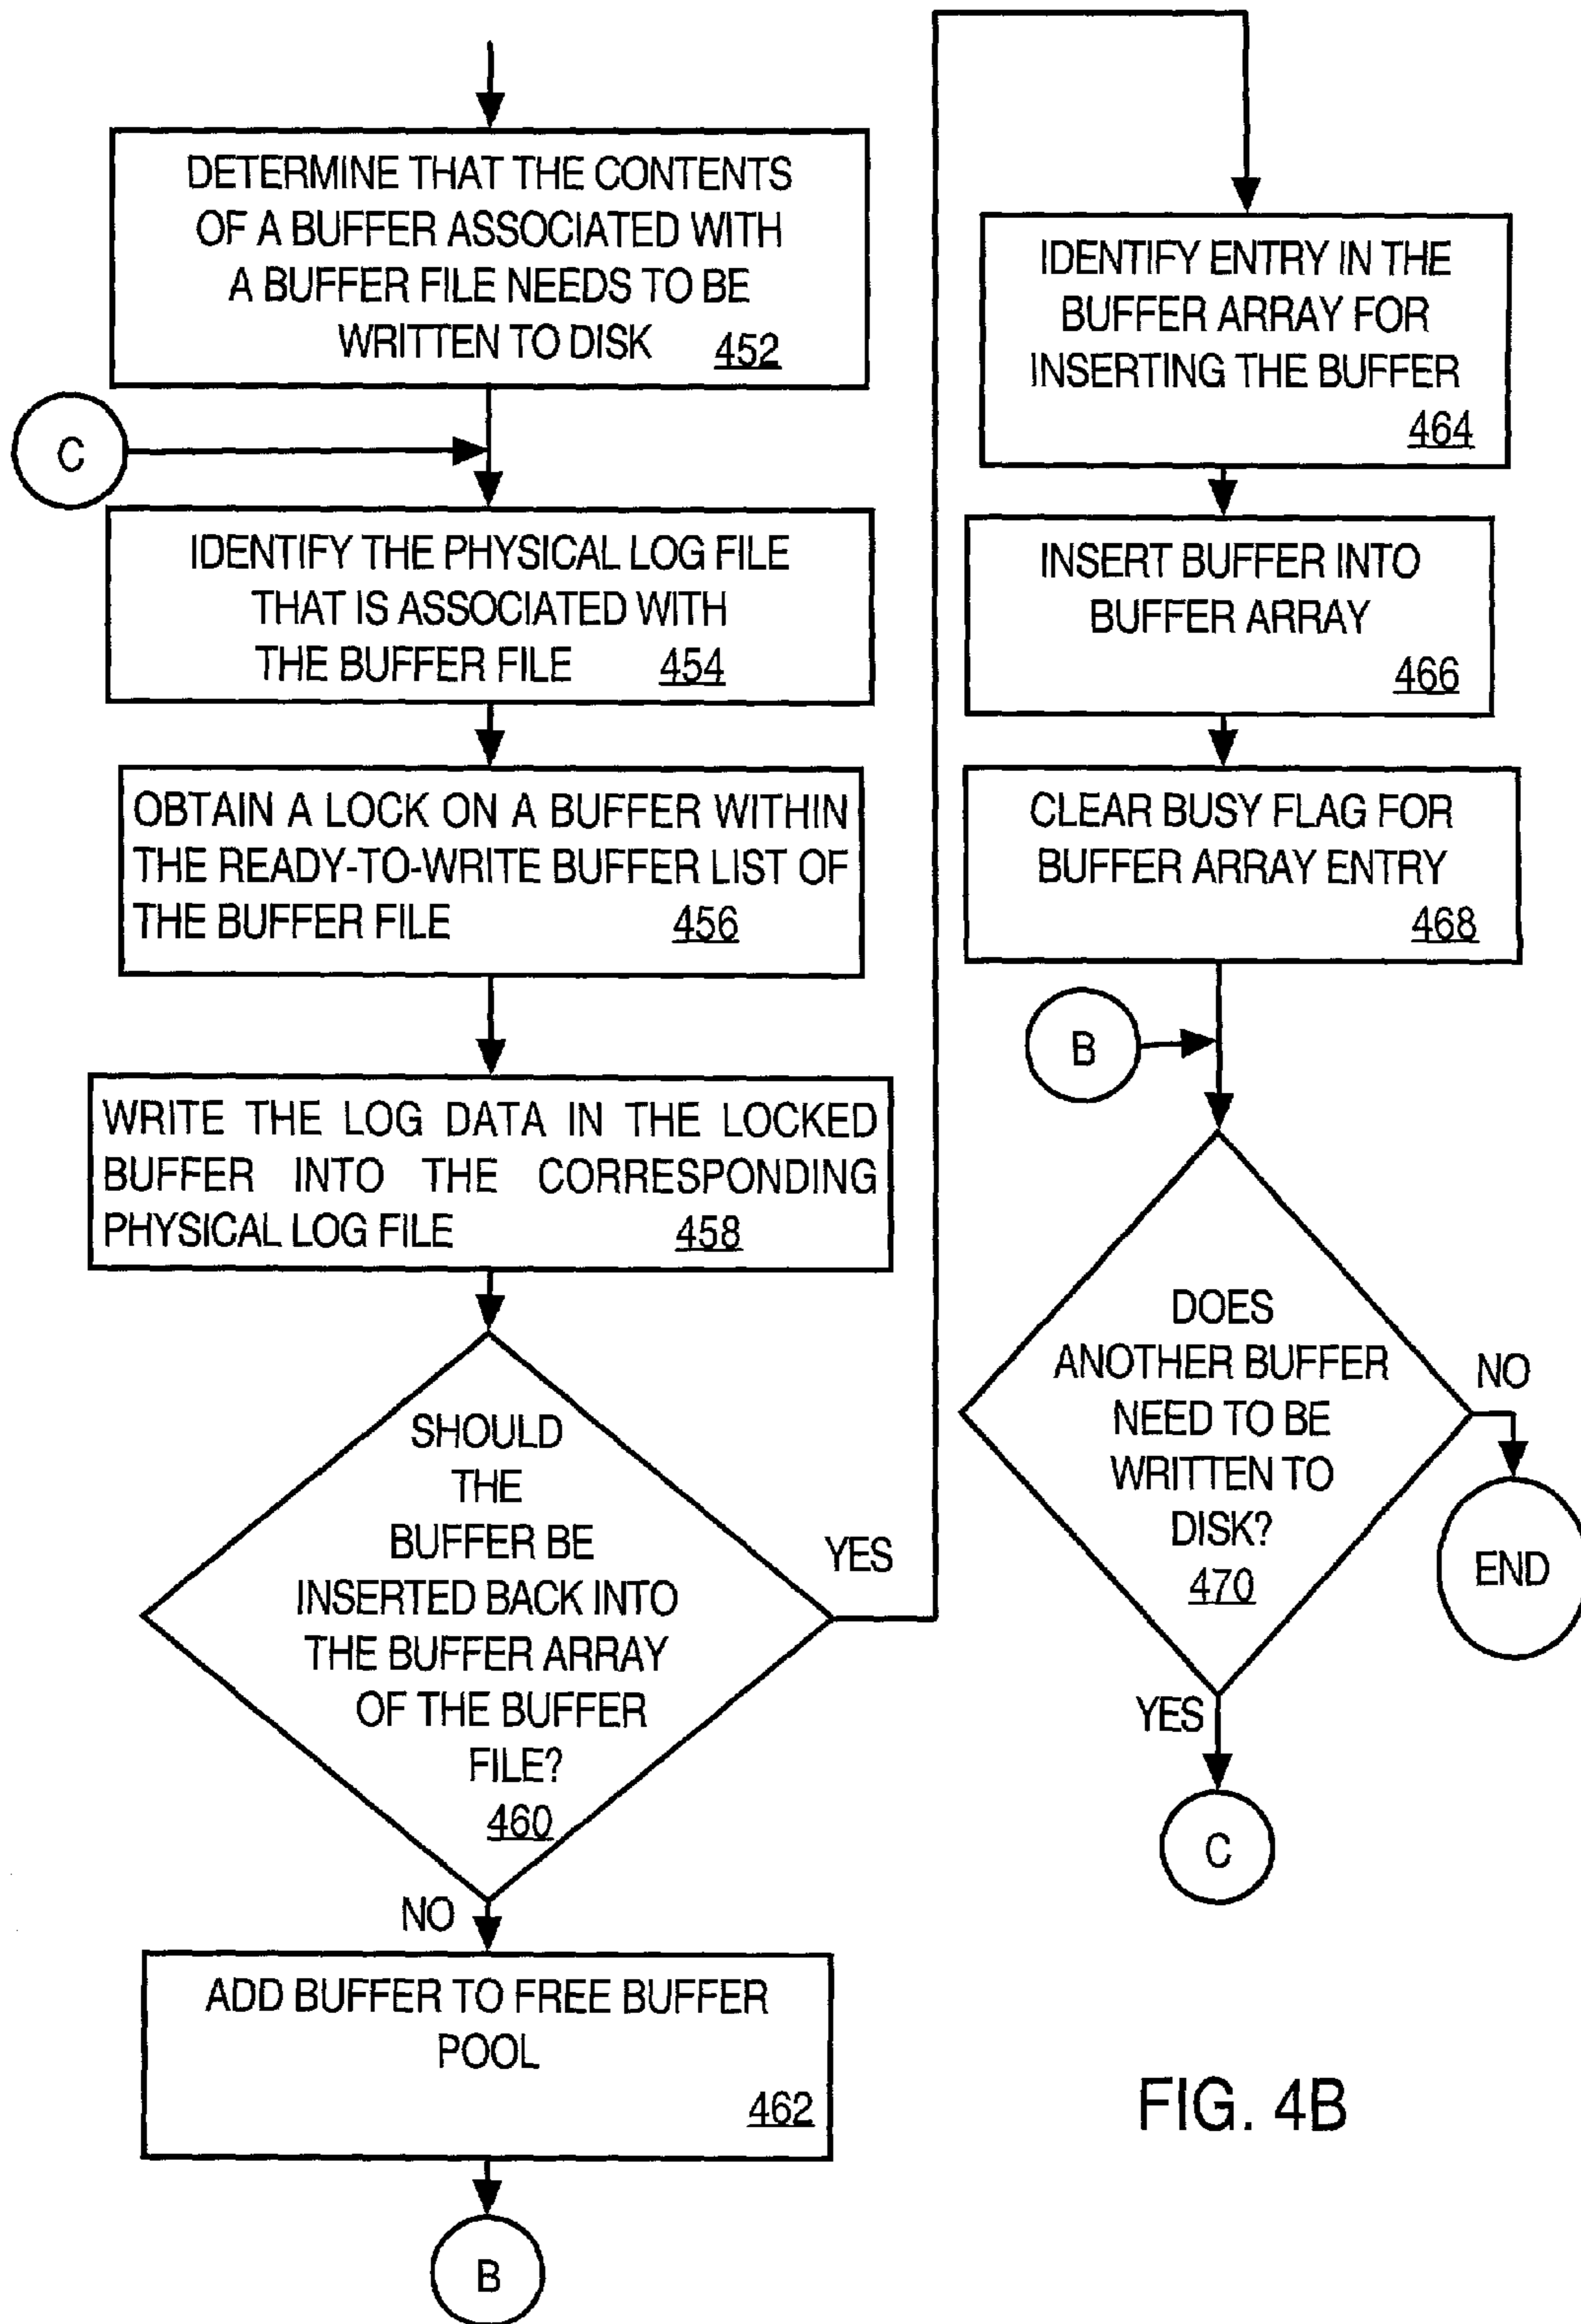 DETERMINE THAT THE CONTENTS
OF A BUFFER ASSOCIATED WITH
A BUFFER FILE NEEDS TO BE
WRITTEN TO DISK 452
C
IDENTIFY THE PHYSICAL LOG FILE
THAT IS ASSOCIATED WITH
THE BUFFER FILE 454
OBTAIN A LOCK ON A BUFFER WITHIN
THE READY-TO-WRITE BUFFER LIST OF
THE BUFFER FILE 456
WRITE THE LOG DATA IN THE LOCKED
BUFFER INTO THE CORRESPONDING
PHYSICAL LOG FILE 458
SHOULD
THE
BUFFER BE
INSERTED BACK INTO
THE BUFFER ARRAY
OF THE BUFFER
FILE?
460
YES
NO
ADD BUFFER TO FREE BUFFER
POOL
462
B
IDENTIFY ENTRY IN THE
BUFFER ARRAY FOR
INSERTING THE BUFFER
464
INSERT BUFFER INTO
BUFFER ARRAY
466
CLEAR BUSY FLAG FOR
BUFFER ARRAY ENTRY
468
B
DOES
ANOTHER BUFFER
NEED TO BE
WRITTEN TO
DISK?
470
NO
END
YES
C
FIG. 4B